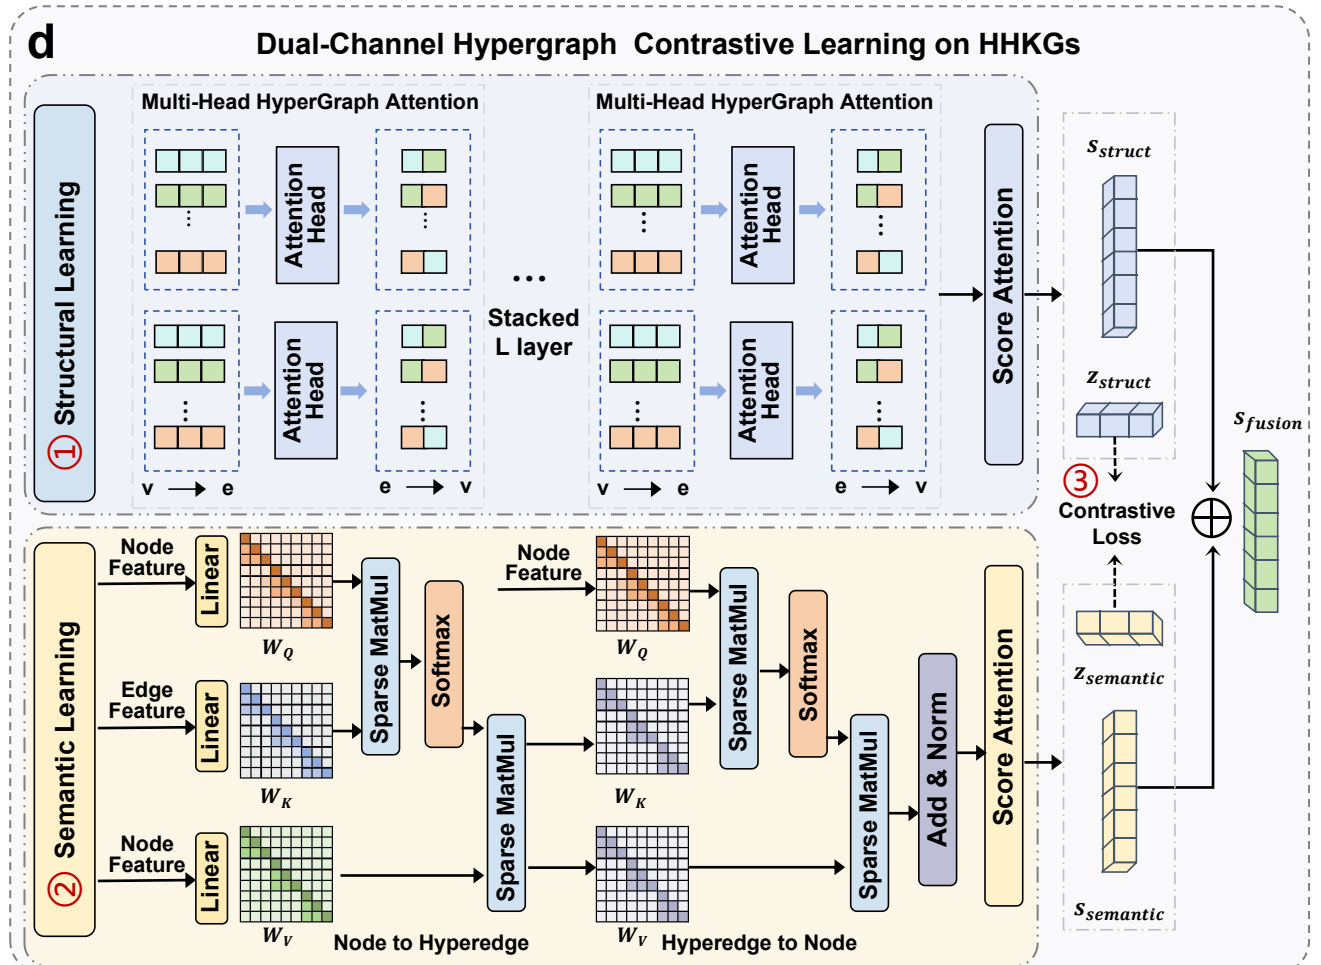 d
Dual-Channel Hypergraph Contrastive Learning on HHKGs
① Structural Learning
Multi-Head HyperGraph Attention
Attention Head
Attention Head
v → e
e → v
...
Stacked
L layer
Multi-Head HyperGraph Attention
Attention Head
Attention Head
v → e
e → v
Score Attention
s_struct
z_struct
③
Contrastive
Loss
s_fusion
z_semantic
s_semantic
② Semantic Learning
Node
Feature
Linear
W_Q
Edge
Feature
Linear
W_K
Node
Feature
Linear
W_V
Sparse MatMul
Softmax
Sparse MatMul
Node to Hyperedge
Node
Feature
W_Q
W_K
W_V
Sparse MatMul
Softmax
Sparse MatMul
Hyperedge to Node
Add & Norm
Score Attention